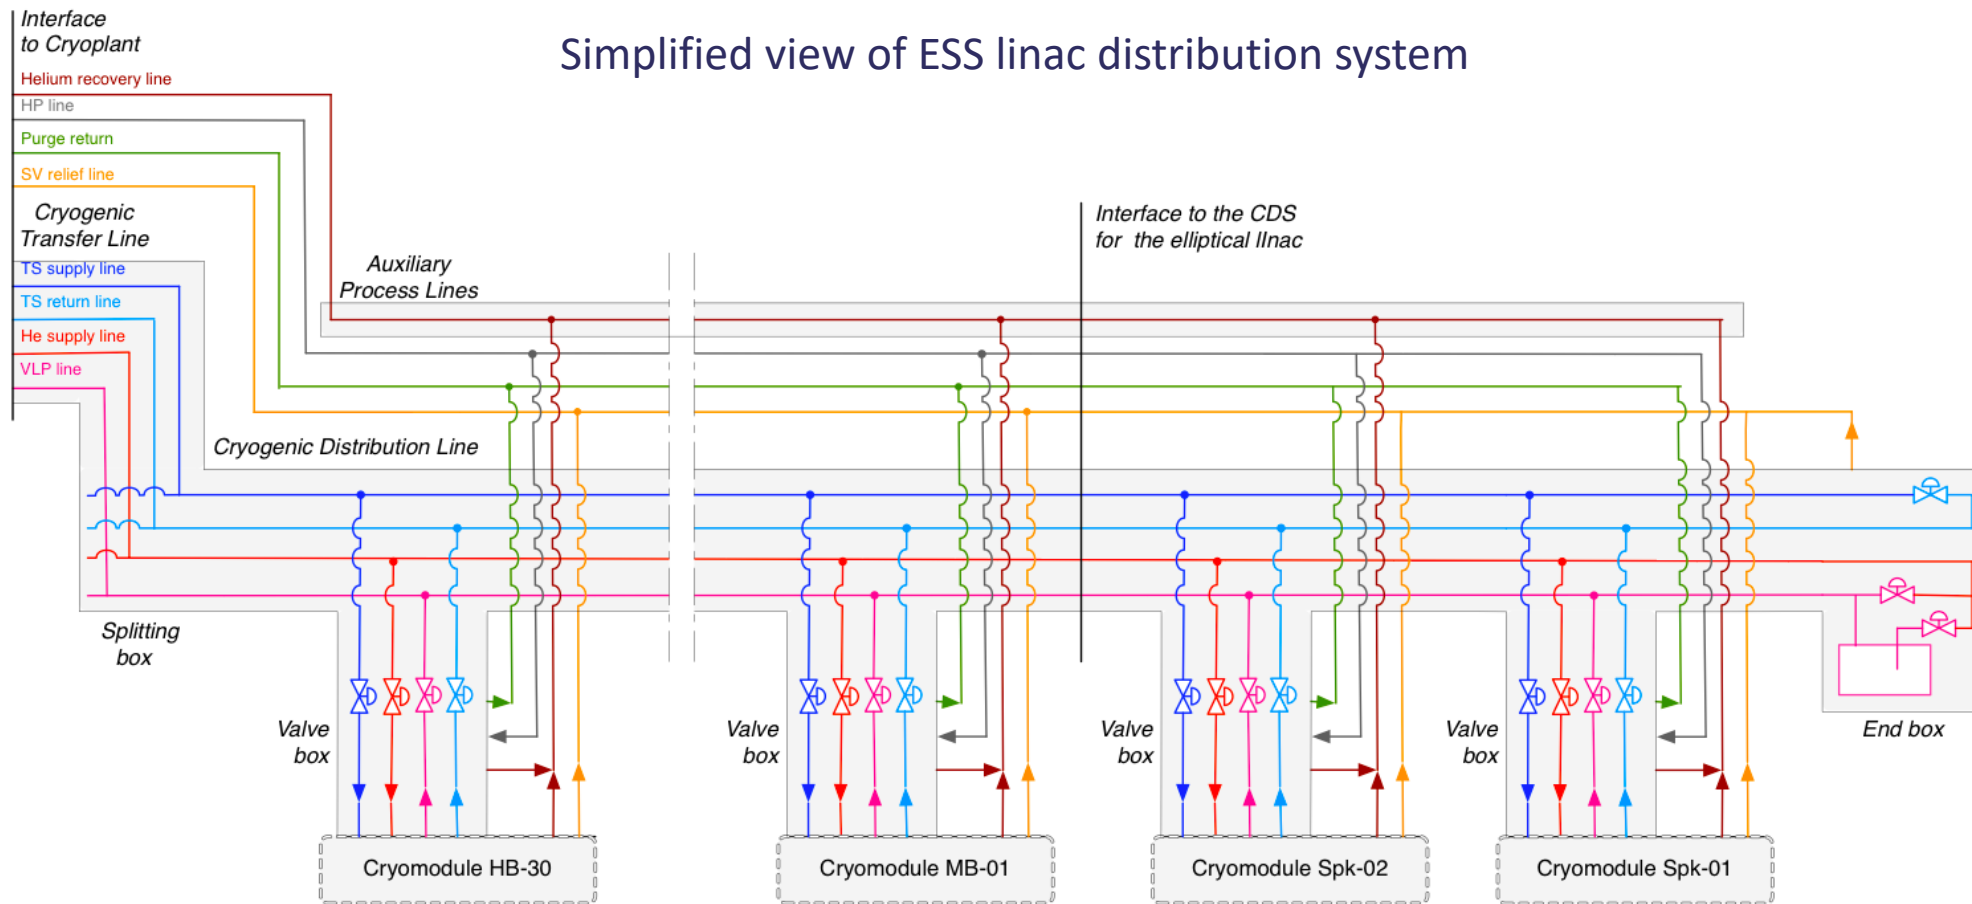 Simplified view of ESS linac distribution system
Interface
to Cryoplant
Helium recovery line
HP line
Purge return
SV relief line
Cryogenic
Transfer Line
TS supply line
TS return line
He supply line
VLP line
Auxiliary
Process Lines
Interface to the CDS
for the elliptical lInac
Cryogenic Distribution Line
Splitting
box
Valve
box
Valve
box
Valve
box
Valve
box
End box
Cryomodule HB-30
Cryomodule MB-01
Cryomodule Spk-02
Cryomodule Spk-01